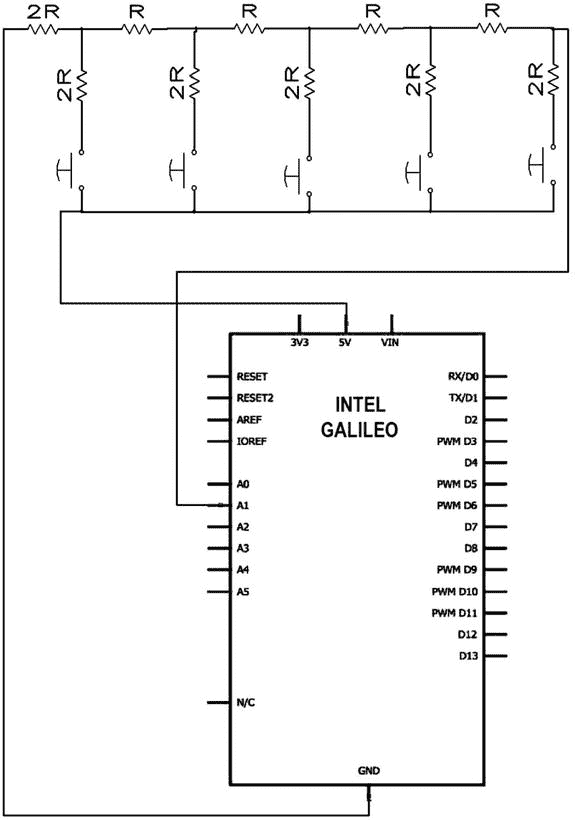 2R R R R R
2R 2R 2R 2R 2R
3V3 5V VIN
RESET RX/D0
RESET2 TX/D1
AREF D2
IOREF PWM D3
D4
A0 PWM D5
A1 PWM D6
A2 D7
A3 D8
A4 PWM D9
A5 PWM D10
PWM D11
D12
D13
INTEL
GALILEO
N/C
GND